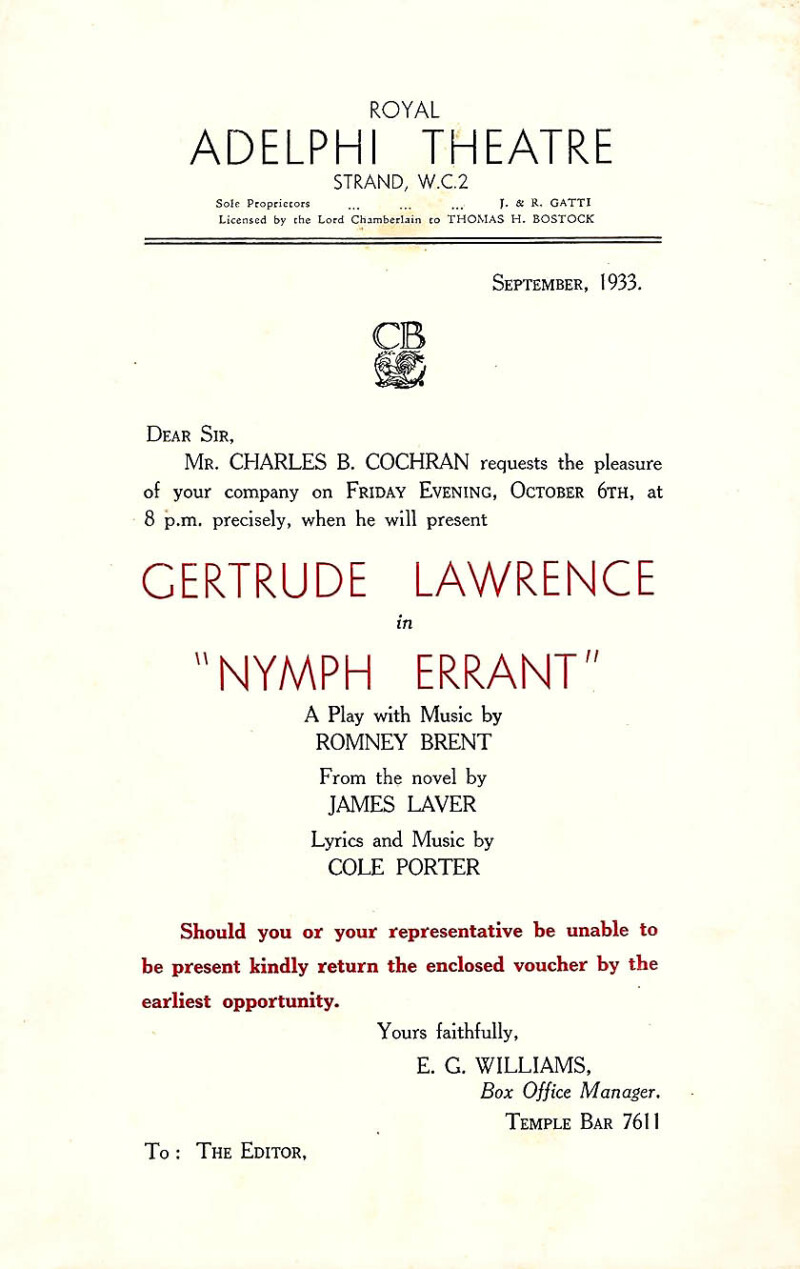 ROYAL
ADELPHI THEATRE
STRAND, W.C.2
Sole Proprietors ... ... ... J. & R. GATTI
Licensed by the Lord Chamberlain to THOMAS H. BOSTOCK
SEPTEMBER, 1933.
CB
DEAR SIR,
MR. CHARLES B. COCHRAN requests the pleasure
of your company on FRIDAY EVENING, OCTOBER 6TH, at
8 p.m. precisely, when he will present
GERTRUDE LAWRENCE
in
"NYMPH ERRANT"
A Play with Music by
ROMNEY BRENT
From the novel by
JAMES LAVER
Lyrics and Music by
COLE PORTER
Should you or your representative be unable to
be present kindly return the enclosed voucher by the
earliest opportunity.
Yours faithfully,
E. G. WILLIAMS,
Box Office Manager.
TEMPLE BAR 7611
TO : THE EDITOR,